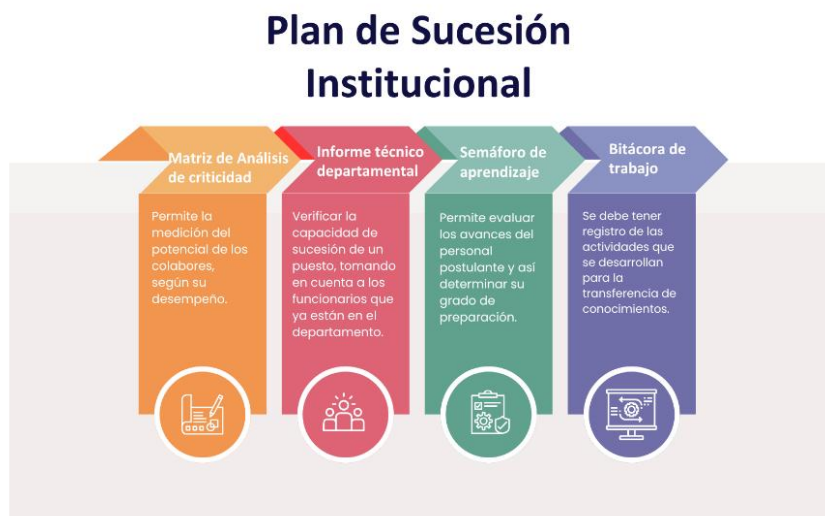 Plan de Sucesión
Institucional
Matriz de Análisis
de criticidad
Permite la
medición del
potencial de los
colabores,
según su
desempeño.
Informe técnico
departamental
Verificar la
capacidad de
sucesión de un
puesto, tomando
en cuenta a los
funcionarios que
ya están en el
departamento.
Semáforo de
aprendizaje
Permite evaluar
los avances del
personal
postulante y así
determinar su
grado de
preparación.
Bitácora de
trabajo
Se debe tener
registro de las
actividades que
se desarrollan
para la
transferencia de
conocimientos.